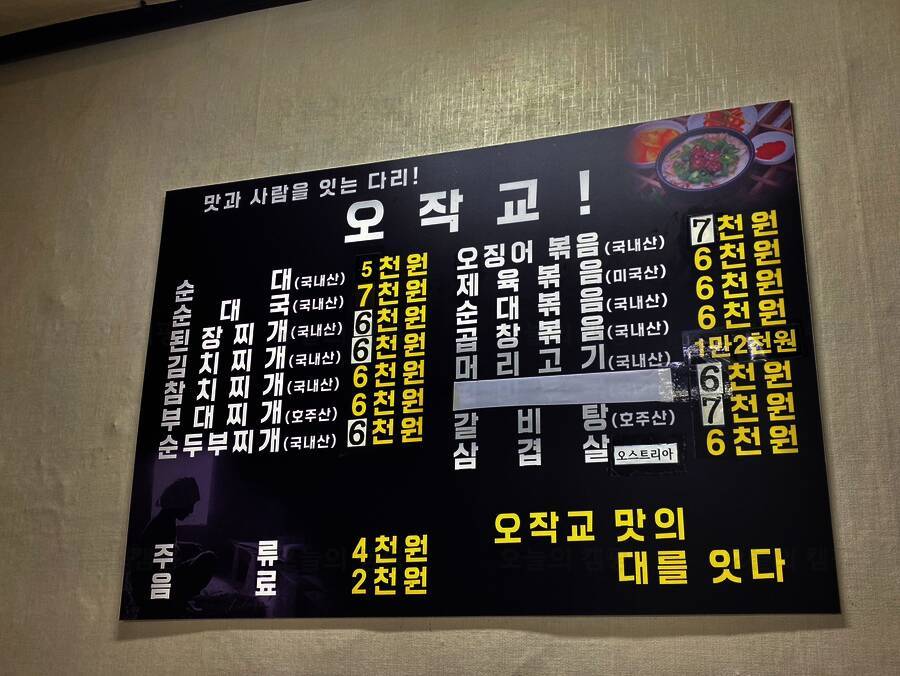 맛과 사람을 잇는 다리!
오작교!
순대(국내산) 5천원
순대국(국내산) 7천원
된장찌개(국내산) 6천원
김치찌개(국내산) 6천원
참치찌개(국내산) 6천원
부대찌개(호주산) 6천원
순두부찌개(국내산) 6천원
주류 4천원
음료 2천원
오징어 볶음(국내산) 7천원
제육볶음(미국산) 6천원
순대볶음(국내산) 6천원
곱창볶음(국내산) 6천원
머리고기(국내산) 1만2천원
6천원
갈비탕(호주산) 7천원
삼겹살 오스트리아 6천원
오작교 맛의
대를 잇다